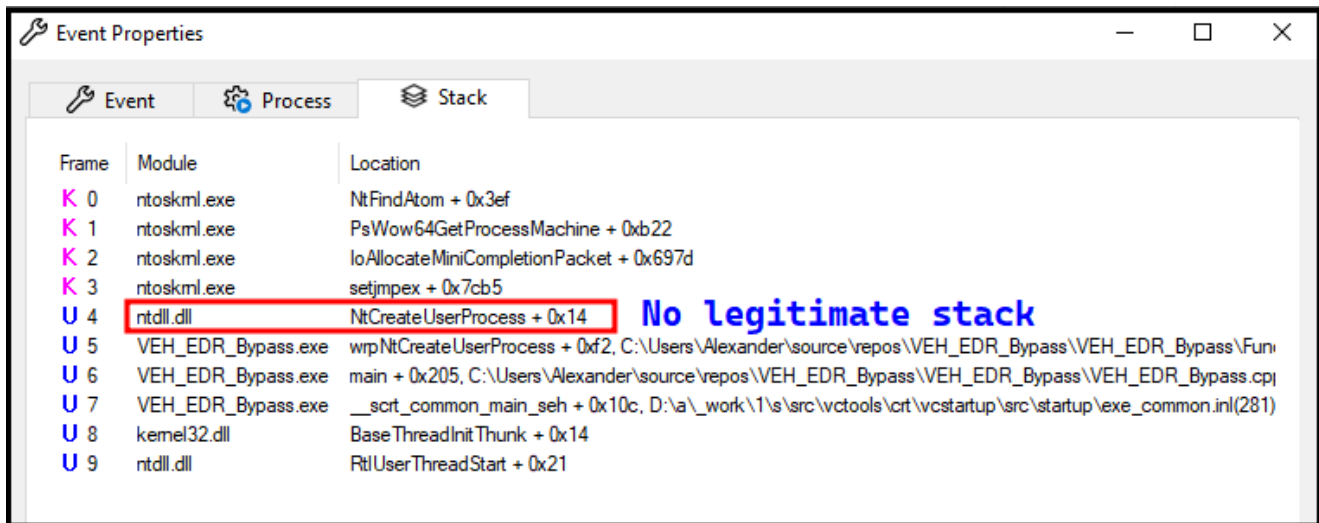 Event Properties
Event Process Stack
Frame Module Location
K 0 ntoskrnl.exe NtFindAtom + 0x3ef
K 1 ntoskrnl.exe PsWow64GetProcessMachine + 0xb22
K 2 ntoskrnl.exe IoAllocateMiniCompletionPacket + 0x697d
K 3 ntoskrnl.exe setjmpex + 0x7cb5
U 4 ntdll.dll NtCreateUserProcess + 0x14 No legitimate stack
U 5 VEH_EDR_Bypass.exe wrpNtCreateUserProcess + 0xf2, C:\Users\Alexander\source\repos\VEH_EDR_Bypass\VEH_EDR_Bypass\Fun
U 6 VEH_EDR_Bypass.exe main + 0x205, C:\Users\Alexander\source\repos\VEH_EDR_Bypass\VEH_EDR_Bypass\VEH_EDR_Bypass.cp
U 7 VEH_EDR_Bypass.exe __scrt_common_main_seh + 0x10c, D:\a\_work\1\s\src\vctools\crt\vcstartup\src\startup\exe_common.inl(281)
U 8 kernel32.dll BaseThreadInitThunk + 0x14
U 9 ntdll.dll RtlUserThreadStart + 0x21